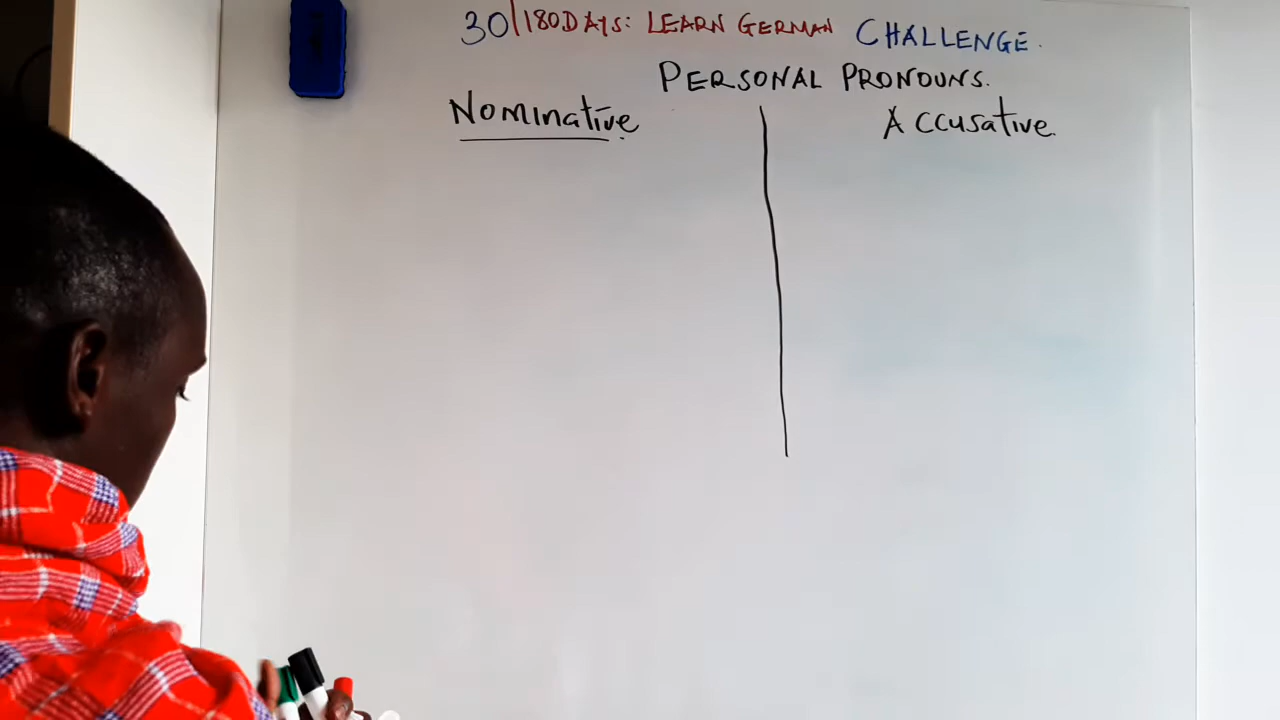 30/180DAYS: LEARN GERMAN CHALLENGE.
PERSONAL PRONOUNS.
Nominative
Accusative.